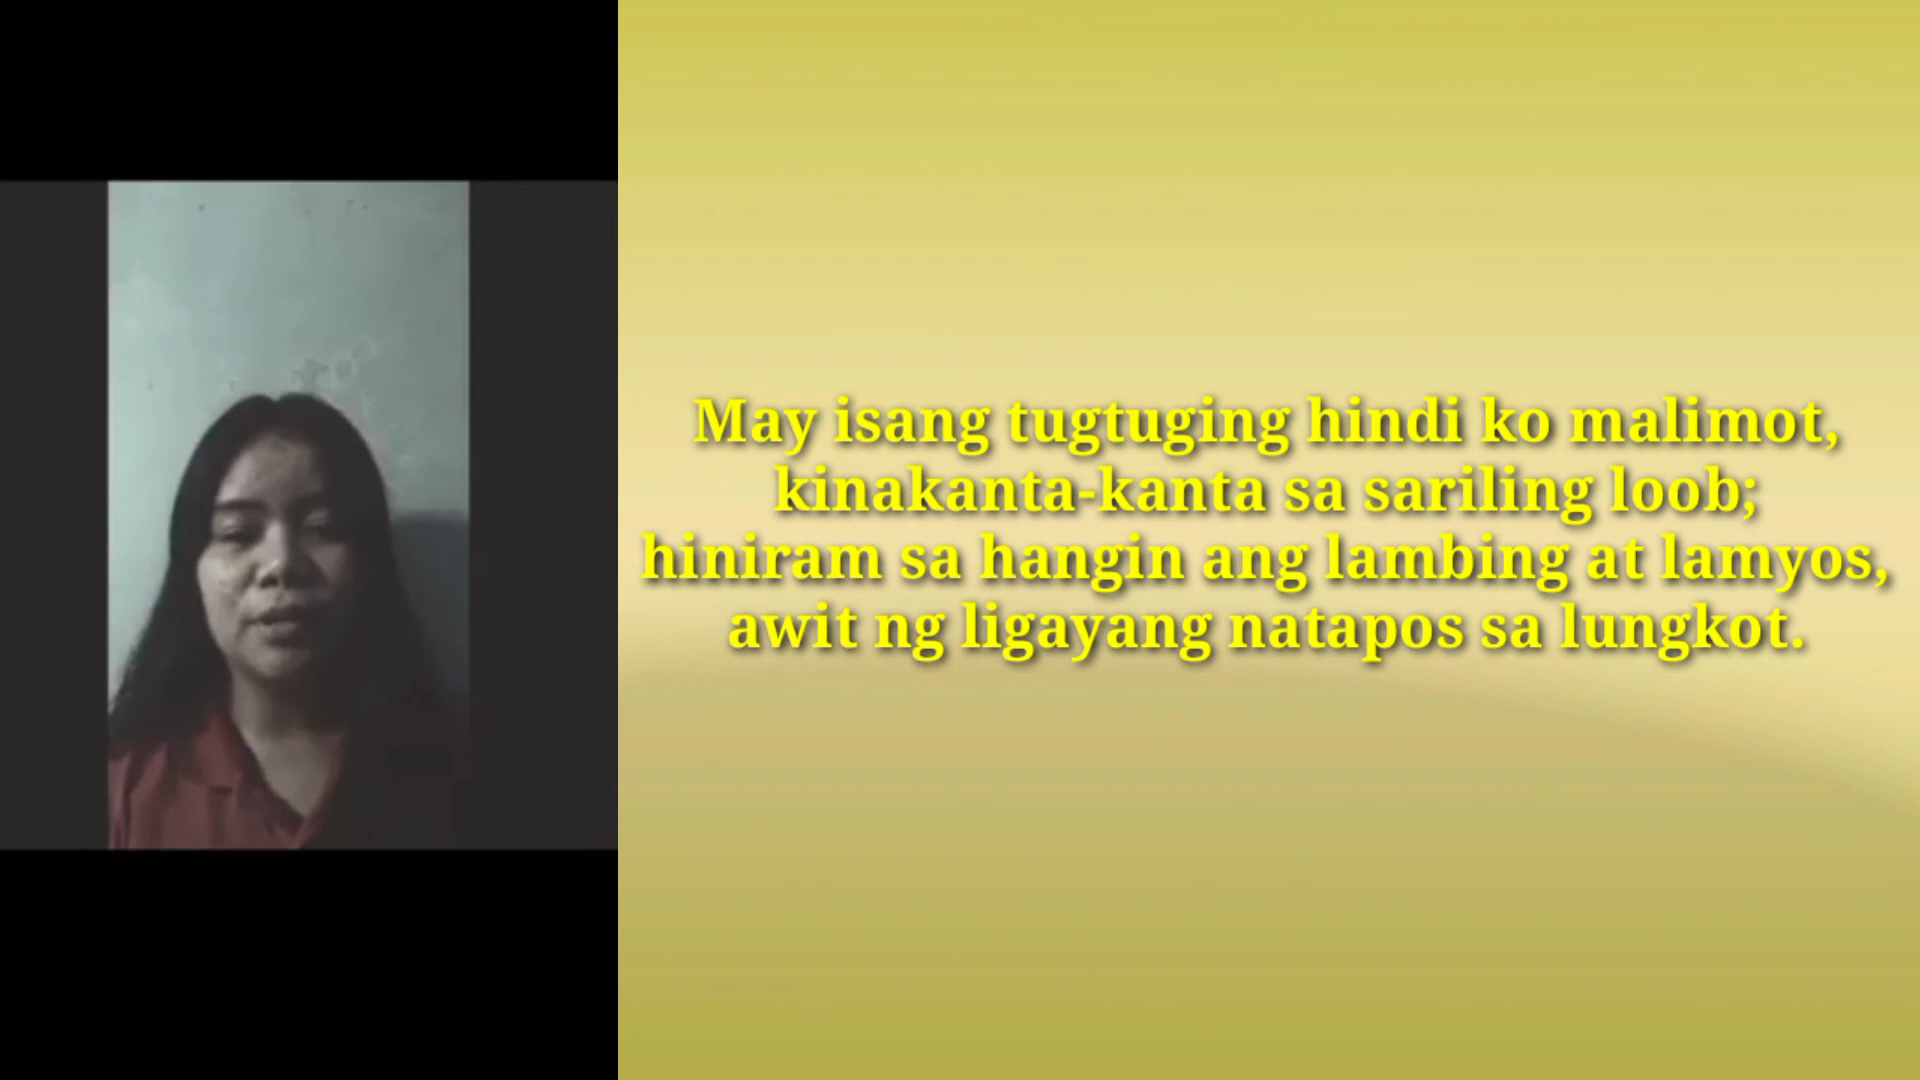 May isang tugtuging hindi ko malimot,
kinakanta-kanta sa sariling loob;
hiniram sa hangin ang lambing at lamyos,
awit ng ligayang natapos sa lungkot.